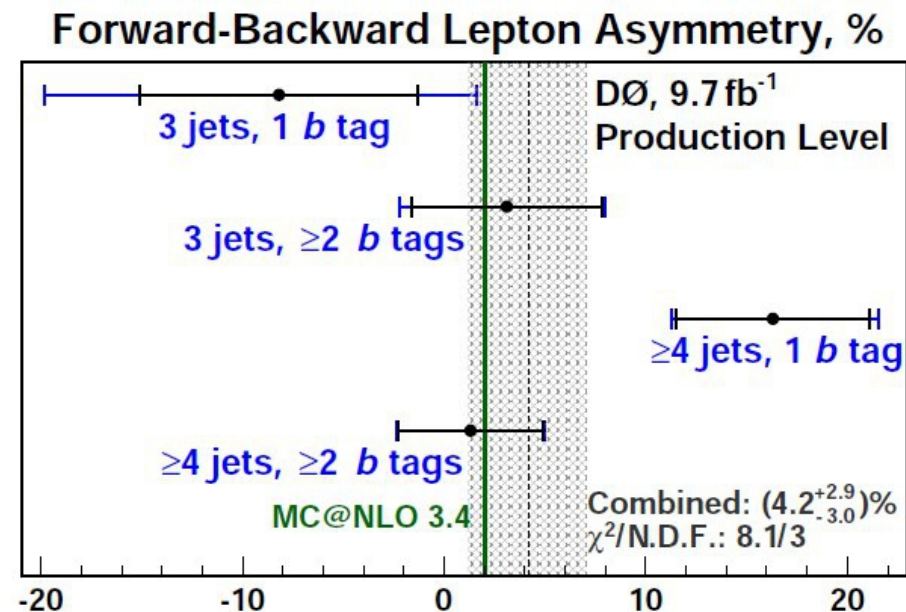 Forward-Backward Lepton Asymmetry, %
DØ, 9.7 fb⁻¹
Production Level
3 jets, 1 b tag
3 jets, ≥2 b tags
≥4 jets, 1 b tag
≥4 jets, ≥2 b tags
MC@NLO 3.4
Combined: (4.2 +2.9 -3.0)%
χ²/N.D.F.: 8.1/3
-20 -10 0 10 20